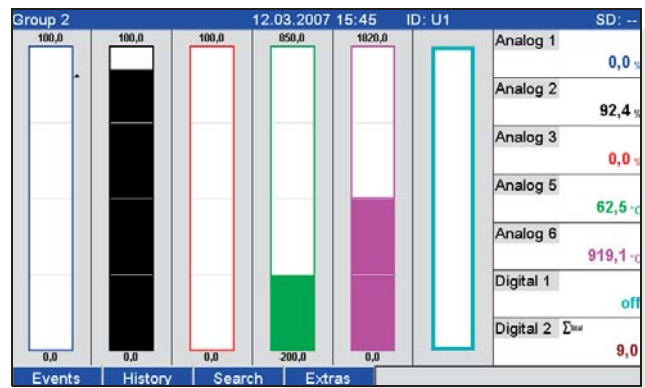 Group 2 12.03.2007 15:45 ID: U1 SD: --
100,0 100,0 100,0 850,0 1820,0
0,0 0,0 0,0 -200,0 0,0
Analog 1
0,0 %
Analog 2
92,4 %
Analog 3
0,0 %
Analog 5
62,5 °C
Analog 6
919,1 °C
Digital 1
off
Digital 2 Σ
9,0
Events History Search Extras